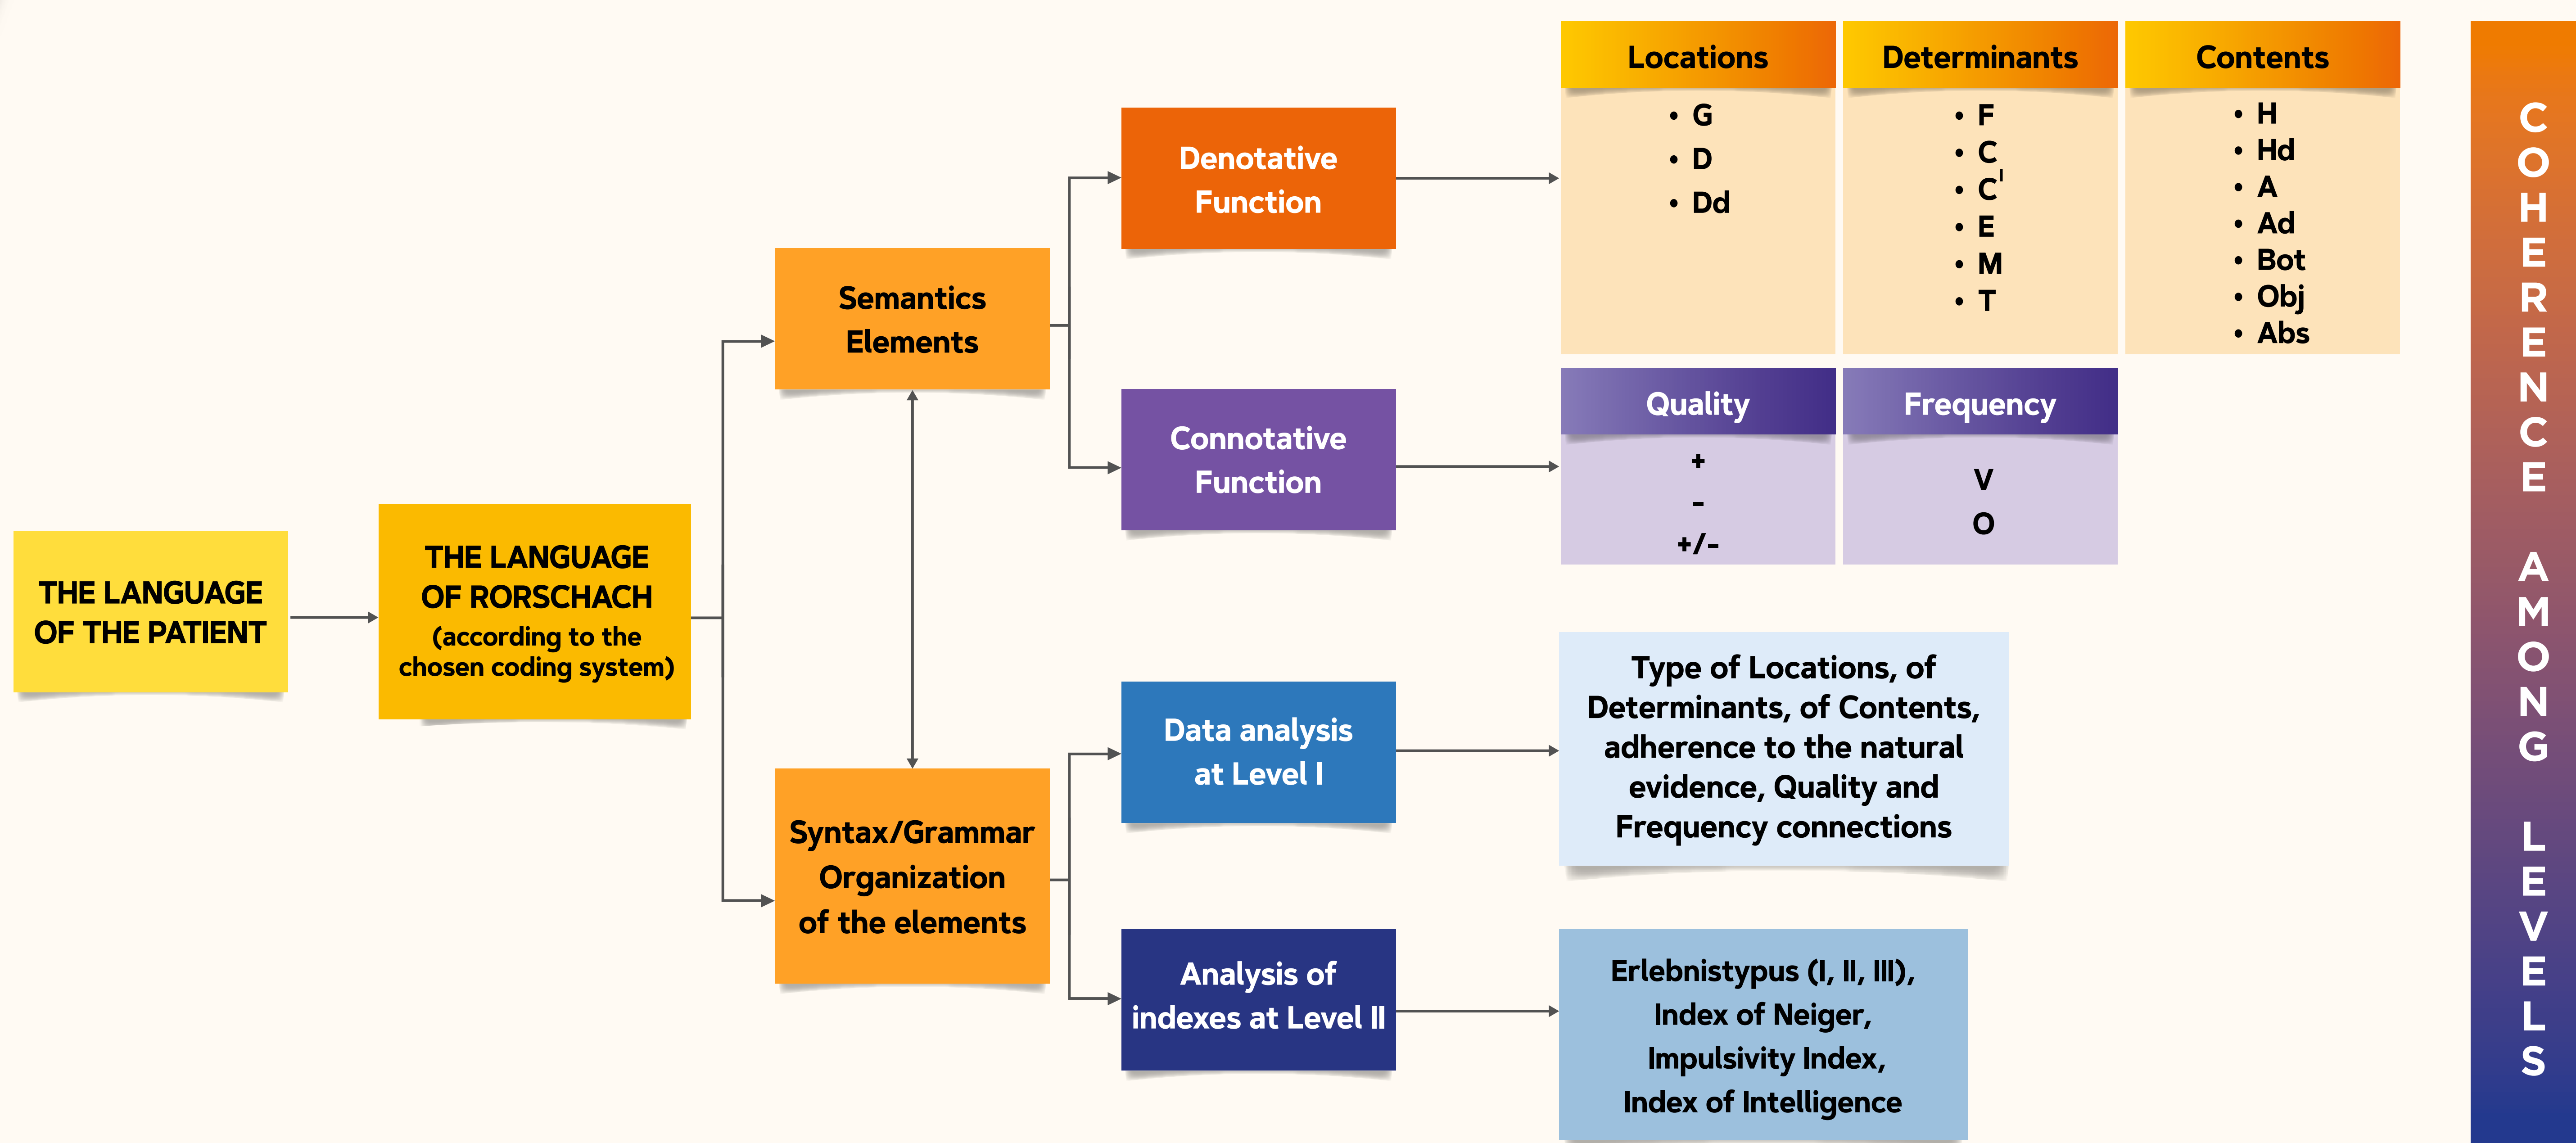 THE LANGUAGE
OF THE PATIENT
THE LANGUAGE
OF RORSCHACH
(according to the
chosen coding system)
Semantics
Elements
Syntax/Grammar
Organization
of the elements
Denotative
Function
Connotative
Function
Data analysis
at Level I
Analysis of
indexes at Level II
Locations
• G
• D
• Dd
Determinants
• F
• C
• C'
• E
• M
• T
Contents
• H
• Hd
• A
• Ad
• Bot
• Obj
• Abs
Quality
+
-
+/-
Frequency
V
O
Type of Locations, of
Determinants, of Contents,
adherence to the natural
evidence, Quality and
Frequency connections
Erlebnistypus (I, II, III),
Index of Neiger,
Impulsivity Index,
Index of Intelligence
COHERENCE AMONG LEVELS